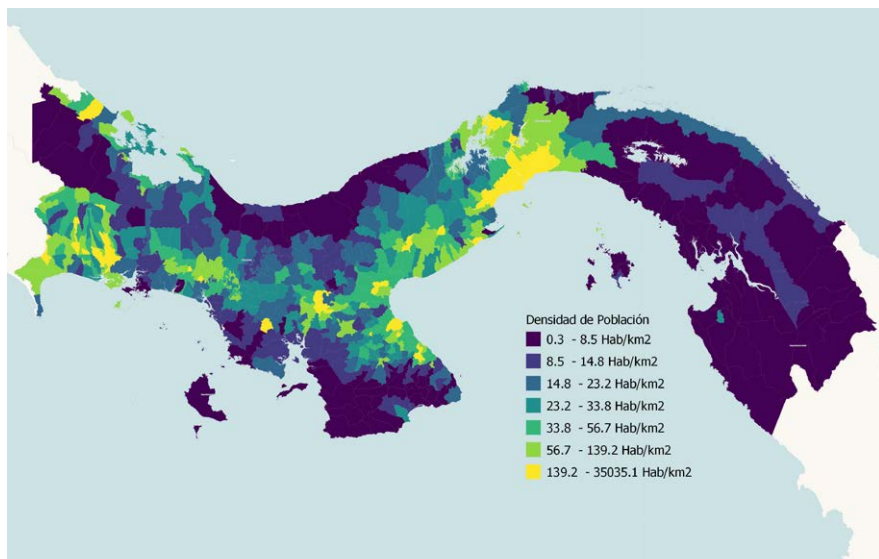 Densidad de Población
0.3 - 8.5 Hab/km2
8.5 - 14.8 Hab/km2
14.8 - 23.2 Hab/km2
23.2 - 33.8 Hab/km2
33.8 - 56.7 Hab/km2
56.7 - 139.2 Hab/km2
139.2 - 35035.1 Hab/km2